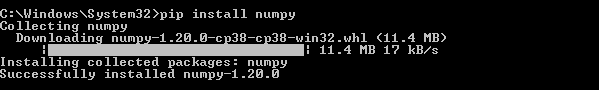 C:\Windows\System32>pip install numpy
Collecting numpy
Downloading numpy-1.20.0-cp38-cp38-win32.whl (11.4 MB)
|████████████████████████████████| 11.4 MB 17 kB/s
Installing collected packages: numpy
Successfully installed numpy-1.20.0